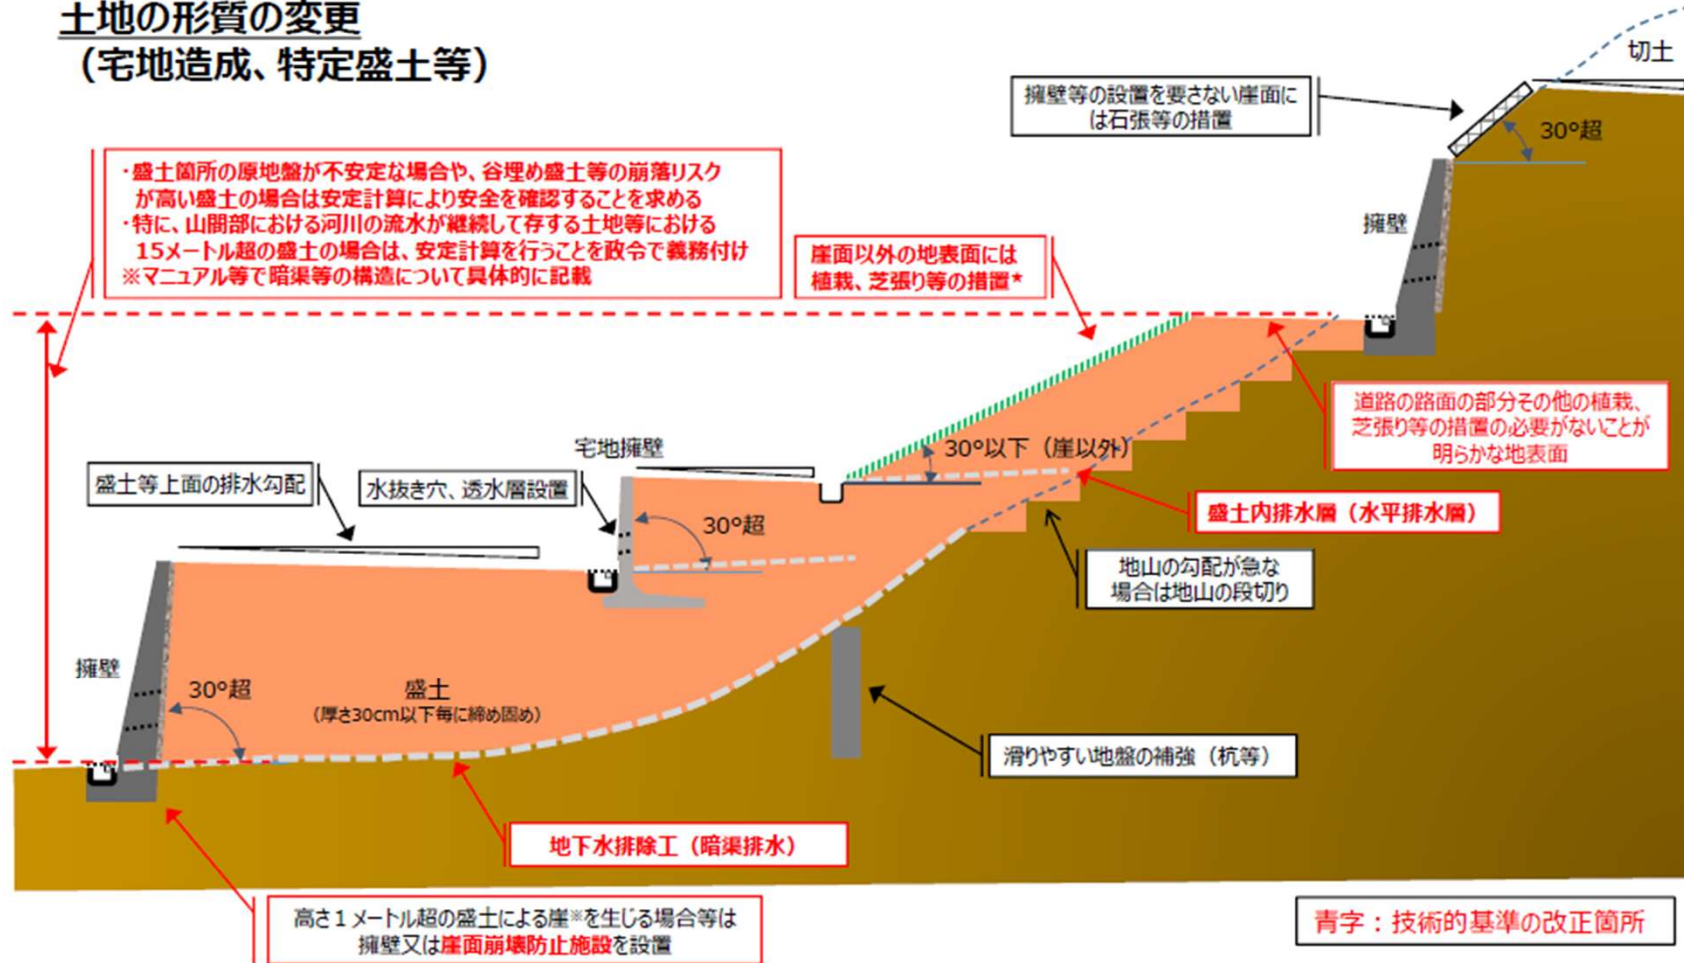 土地の形質の変更
（宅地造成、特定盛土等）
切土
擁壁等の設置を要さない崖面に
は石張等の措置
30°超
・盛土箇所の原地盤が不安定な場合や、谷埋め盛土等の崩落リスク
が高い盛土の場合は安定計算により安全を確認することを求める
・特に、山間部における河川の流水が継続して存する土地等における
15メートル超の盛土の場合は、安定計算を行うことを政令で義務付け
※マニュアル等で暗渠等の構造について具体的に記載
崖面以外の地表面には
植栽、芝張り等の措置★
擁壁
道路の路面の部分その他の植栽、
芝張り等の措置の必要がないことが
明らかな地表面
宅地擁壁
30°以下（崖以外）
盛土等上面の排水勾配
水抜き穴、透水層設置
30°超
盛土内排水層（水平排水層）
地山の勾配が急な
場合は地山の段切り
擁壁
30°超
盛土
（厚さ30cm以下毎に締め固め）
滑りやすい地盤の補強（杭等）
地下水排除工（暗渠排水）
高さ１メートル超の盛土による崖※を生じる場合等は
擁壁又は崖面崩壊防止施設を設置
青字：技術的基準の改正箇所